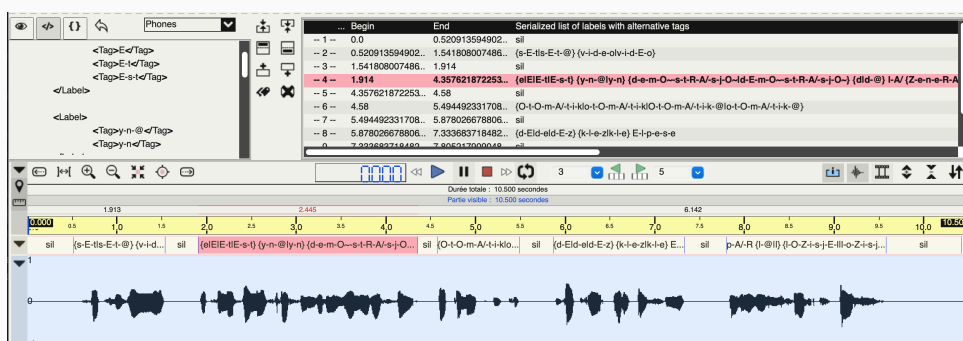 Phones
<Tag>E</Tag>
<Tag>E-t</Tag>
<Tag>E-s-t</Tag>
</Label>
<Label>
<Tag>y-n-@</Tag>
<Tag>y-n</Tag>
... Begin End Serialized list of labels with alternative tags
-- 1 -- 0.0 0.520913594902... sil
-- 2 -- 0.520913594902... 1.541808007486... {s-E-tls-E-t-@} {v-i-d-e-olv-i-d-E-o}
-- 3 -- 1.541808007486... 1.914 sil
-- 4 -- 1.914 4.357621872253... {elElE-tlE-s-t} {y-n-@ly-n} {d-e-m-O~-s-t-R-A/-s-j-O~ld-E-m-O~-s-t-R-A/-s-j-O~} {dld-@} l-A/ {Z-e-n-e-R-A
-- 5 -- 4.357621872253... 4.58 sil
-- 6 -- 4.58 5.494492331708... {O-t-O-m-A/-t-i-klo-t-O-m-A/-t-i-klO-t-O-m-A/-t-i-k-@lo-t-O-m-A/-t-i-k-@}
-- 7 -- 5.494492331708... 5.878026678806... sil
-- 8 -- 5.878026678806... 7.333683718482... {d-Eld-eld-E-z} {k-l-e-zlk-l-e} E-l-p-e-s-e
0000 3 5
Durée totale : 10.500 secondes
Partie visible : 10.500 secondes
1.913 2.445 6.142
0.000 0.5 1,0 1.5 2,0 2.5 3,0 3.5 4,0 4.5 5,0 5.5 6,0 6.5 7,0 7.5 8,0 8.5 9,0 9.5 10,0 10.50
sil {s-E-tls-E-t-@} {v-i-d... sil {elElE-tlE-s-t} {y-n-@ly-n} {d-e-m-O~-s-t-R-A/-s-j-O... sil {O-t-O-m-A/-t-i-klo... sil {d-Eld-eld-E-z} {k-l-e-zlk-l-e} E... sil p-A/-R {l-@ll} {l-O-Z-i-s-j-E-lll-o-Z-i-s-j... sil
1
0